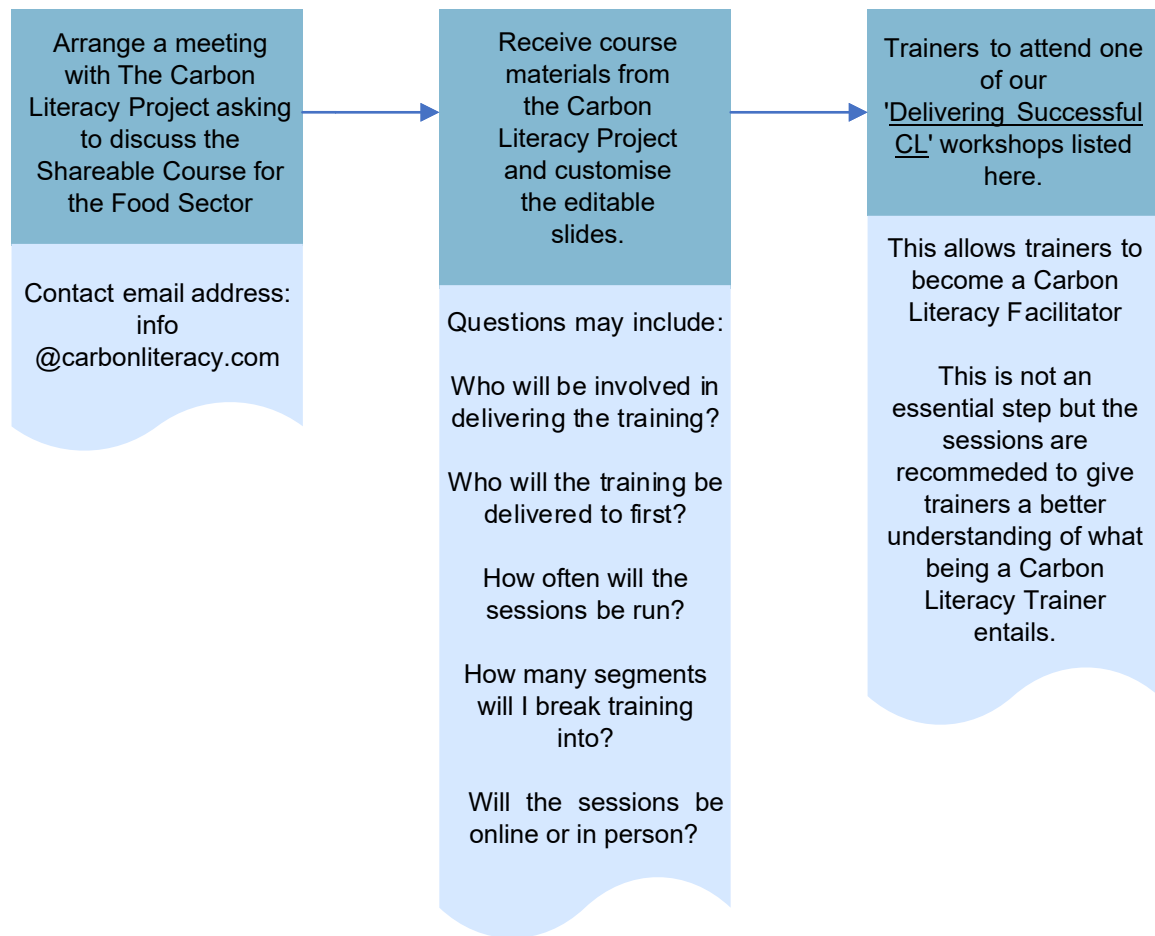 Arrange a meeting
with The Carbon
Literacy Project asking
to discuss the
Shareable Course for
the Food Sector
Contact email address:
info
@carbonliteracy.com
Receive course
materials from
the Carbon
Literacy Project
and customise
the editable
slides.
Questions may include:
Who will be involved in
delivering the training?
Who will the training be
delivered to first?
How often will the
sessions be run?
How many segments
will I break training
into?
Will the sessions be
online or in person?
Trainers to attend one
of our
'Delivering Successful
CL' workshops listed
here.
This allows trainers to
become a Carbon
Literacy Facilitator
This is not an
essential step but the
sessions are
recommeded to give
trainers a better
understanding of what
being a Carbon
Literacy Trainer
entails.